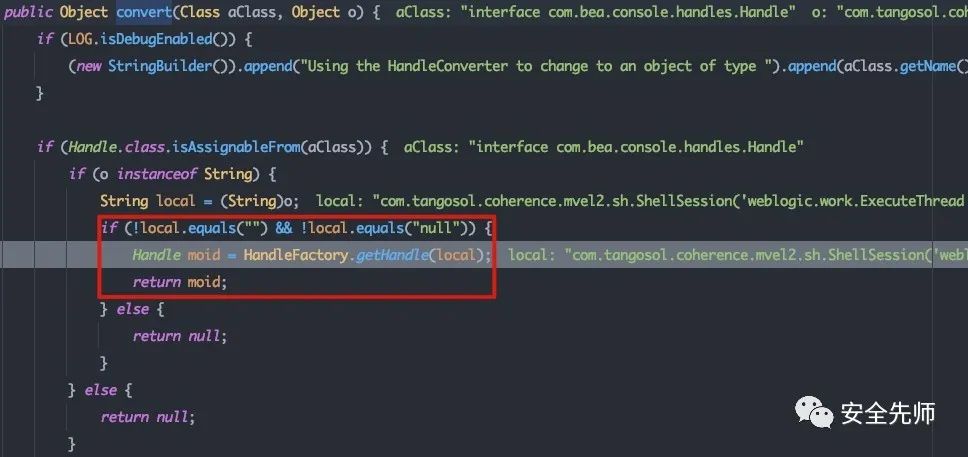 public Object convert(Class aClass, Object o) {  aClass: "interface com.bea.console.handles.Handle"  o: "com.tangosol.coh
if (LOG.isDebugEnabled()) {
(new StringBuilder()).append("Using the HandleConverter to change to an object of type ").append(aClass.getName()
}
if (Handle.class.isAssignableFrom(aClass)) {  aClass: "interface com.bea.console.handles.Handle"
if (o instanceof String) {
String local = (String)o;  local: "com.tangosol.coherence.mvel2.sh.ShellSession('weblogic.work.ExecuteThread
if (!local.equals("") && !local.equals("null")) {
Handle moid = HandleFactory.getHandle(local);  local: "com.tangosol.coherence.mvel2.sh.ShellSession('webl
return moid;
} else {
return null;
}
} else {
return null;
}
安全先师